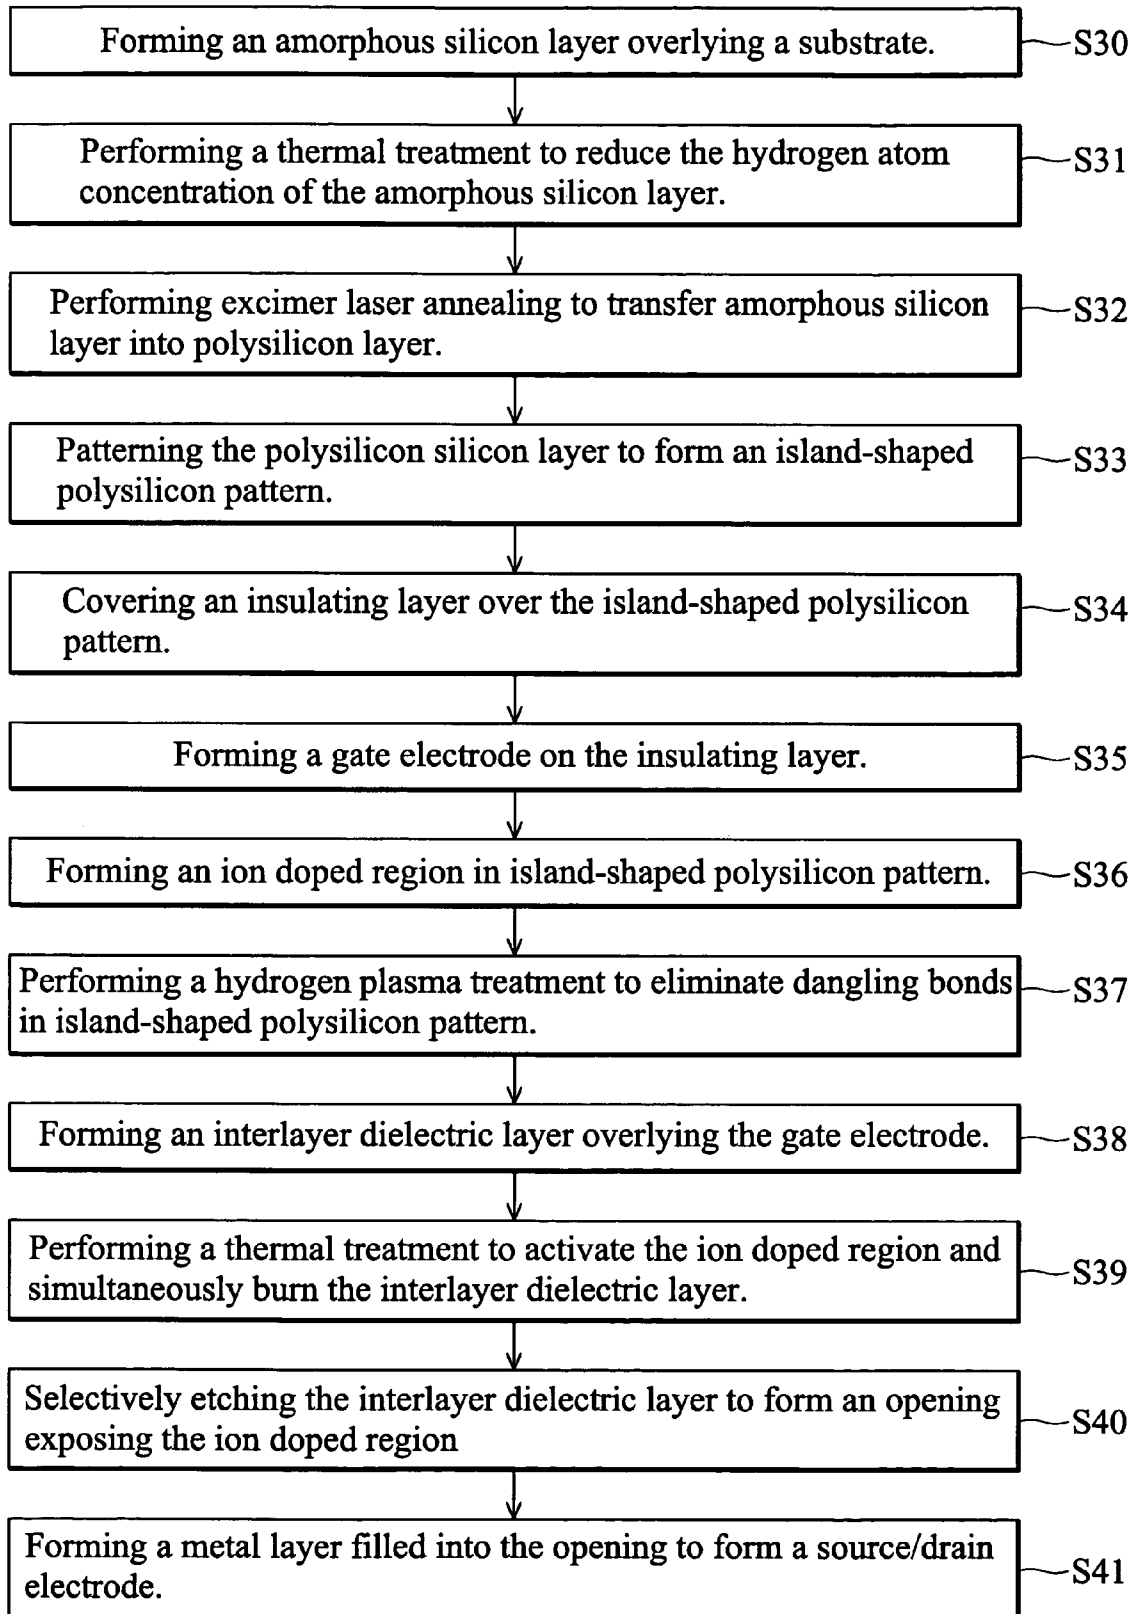 Forming an amorphous silicon layer overlying a substrate.
S30
Performing a thermal treatment to reduce the hydrogen atom
concentration of the amorphous silicon layer.
S31
Performing excimer laser annealing to transfer amorphous silicon
layer into polysilicon layer.
S32
Patterning the polysilicon silicon layer to form an island-shaped
polysilicon pattern.
S33
Covering an insulating layer over the island-shaped polysilicon
pattern.
S34
Forming a gate electrode on the insulating layer.
S35
Forming an ion doped region in island-shaped polysilicon pattern.
S36
Performing a hydrogen plasma treatment to eliminate dangling bonds
in island-shaped polysilicon pattern.
S37
Forming an interlayer dielectric layer overlying the gate electrode.
S38
Performing a thermal treatment to activate the ion doped region and
simultaneously burn the interlayer dielectric layer.
S39
Selectively etching the interlayer dielectric layer to form an opening
exposing the ion doped region
S40
Forming a metal layer filled into the opening to form a source/drain
electrode.
S41